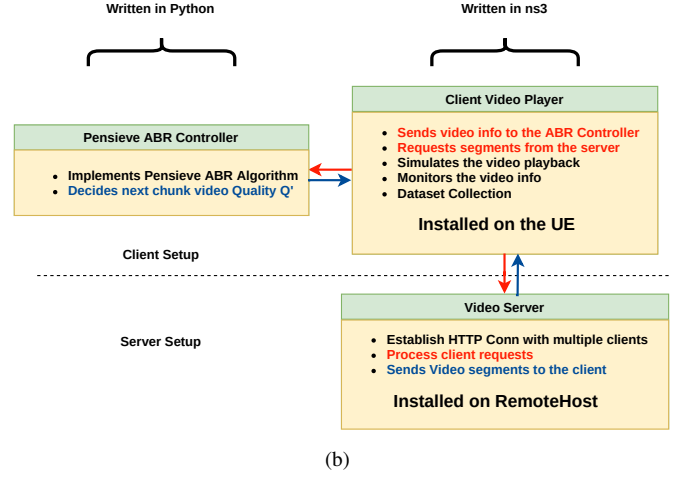 Written in Python
Written in ns3
Client Video Player
Sends video info to the ABR Controller
Requests segments from the server
Simulates the video playback
Monitors the video info
Dataset Collection
Installed on the UE
Pensieve ABR Controller
Implements Pensieve ABR Algorithm
Decides next chunk video Quality Q'
Client Setup
Server Setup
Video Server
Establish HTTP Conn with multiple clients
Process client requests
Sends Video segments to the client
Installed on RemoteHost
(b)